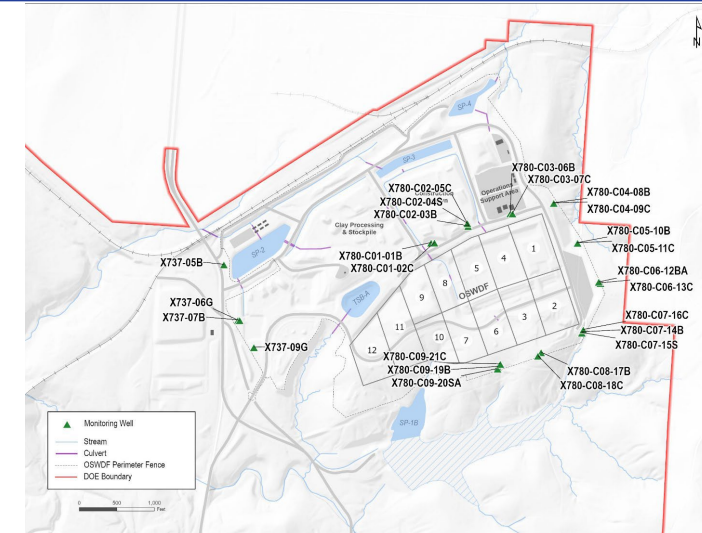 N
SP-4
SP-3
X780-C03-06B
X780-C03-07C
X780-C02-05C
X780-C02-04S
X780-C02-03B
Operations
Support Area
X780-C04-08B
X780-C04-09C
Clay Processing
& Stockpile
X780-C01-01B
X780-C01-02C
X780-C05-10B
X780-C05-11C
SP-2
X737-05B
1
4
5
8
9
OSWDF
X780-C06-12BA
X780-C06-13C
TSB-A
X737-06G
X737-07B
11
12
10
7
6
3
2
X780-C07-16C
X780-C07-14B
X780-C07-15S
X737-09G
X780-C09-21C
X780-C09-19B
X780-C09-20SA
X780-C08-17B
X780-C08-18C
SP-1B
Monitoring Well
Stream
Culvert
OSWDF Perimeter Fence
DOE Boundary
0 500 1,000
Feet